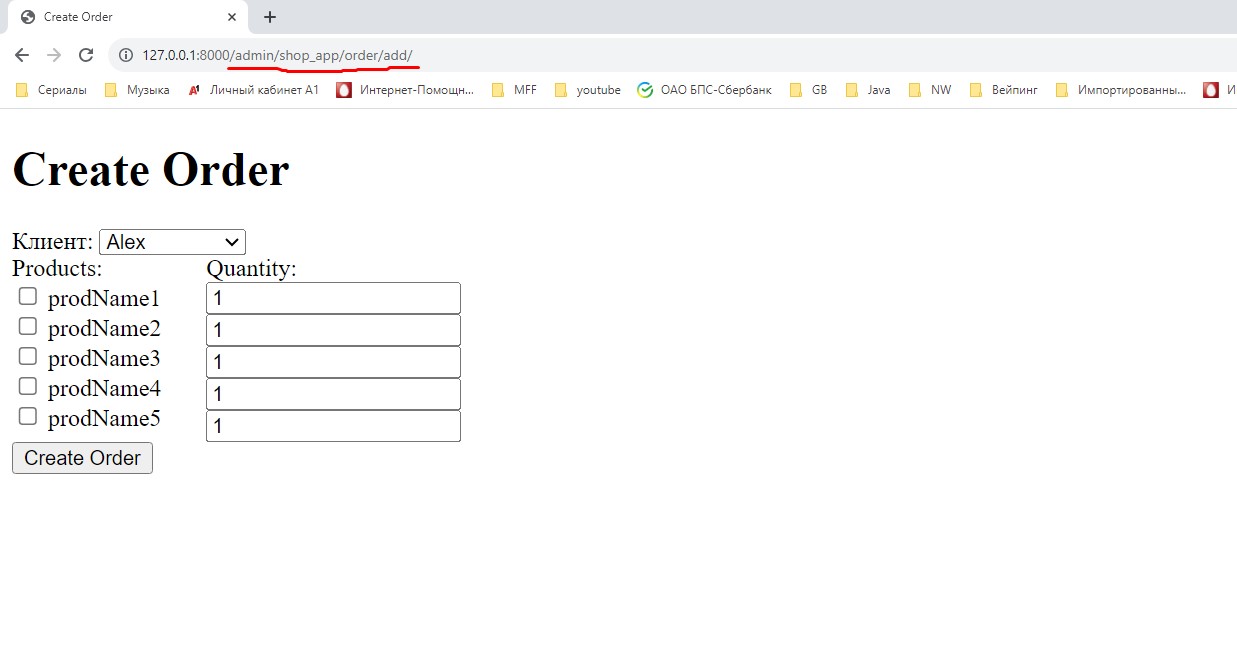 Create Order
127.0.0.1:8000/admin/shop_app/order/add/
Сериалы Музыка Личный кабинет A1 Интернет-Помощн... MFF youtube ОАО БПС-Сбербанк GB Java NW Вейпинг Импортированны... И
Create Order
Клиент: Alex
Products: Quantity:
prodName1 1
prodName2 1
prodName3 1
prodName4 1
prodName5 1
Create Order